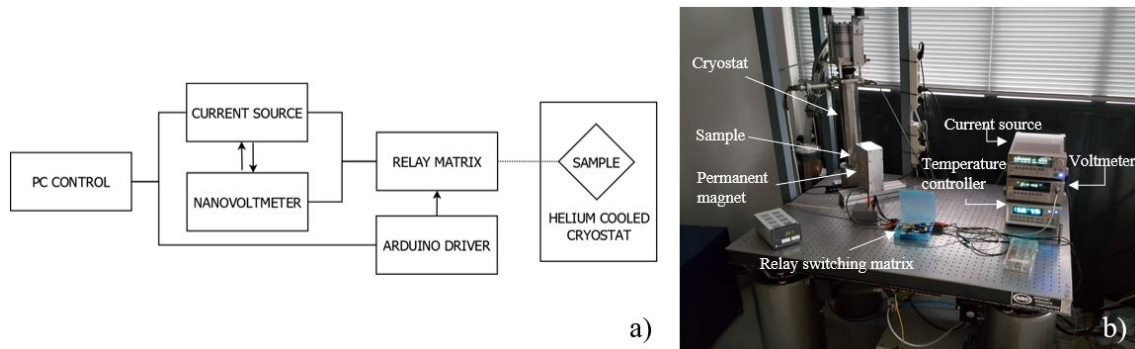 PC CONTROL
CURRENT SOURCE
NANOVOLTMETER
RELAY MATRIX
ARDUINO DRIVER
SAMPLE
HELIUM COOLED
CRYOSTAT
a)
Cryostat
Sample
Permanent
magnet
Current source
Temperature
controller
Voltmeter
Relay switching matrix
b)